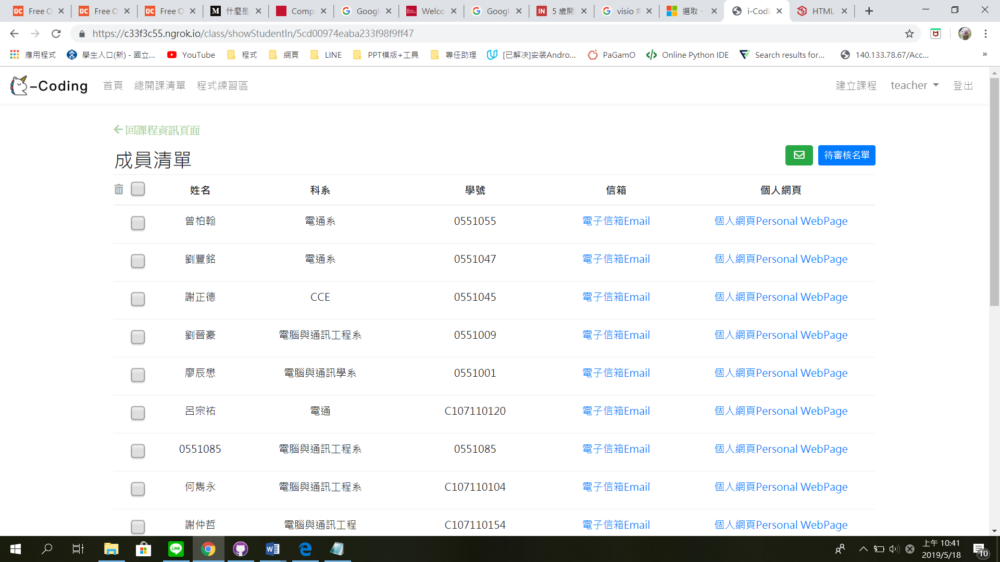 Free O
Free O
Free O
什麼是
Comp
Googl
Welco
Googl
5 歲開
visio 
選取、
i-Codi
HTML
https://c33f3c55.ngrok.io/class/showStudentIn/5cd00974eaba233f98f9ff47
應用程式
學生入口(新) - 國立...
YouTube
程式
網頁
LINE
PPT模版+工具
專任助理
[已解决]安装Andro...
PaGamO
Online Python IDE
Search results for...
140.133.78.67/Acc...
»
-Coding
首頁
總開課清單
程式練習區
建立課程
teacher
登出
回課程資訊頁面
成員清單
待審核名單
姓名 科系 學號 信箱 個人網頁
曾柏翰 電通系 0551055 電子信箱Email 個人網頁Personal WebPage
劉豐銘 電通系 0551047 電子信箱Email 個人網頁Personal WebPage
謝正德 CCE 0551045 電子信箱Email 個人網頁Personal WebPage
劉晉豪 電腦與通訊工程系 0551009 電子信箱Email 個人網頁Personal WebPage
廖辰懋 電腦與通訊學系 0551001 電子信箱Email 個人網頁Personal WebPage
呂宗祐 電通 C107110120 電子信箱Email 個人網頁Personal WebPage
0551085 電腦與通訊工程系 0551085 電子信箱Email 個人網頁Personal WebPage
何雋永 電腦與通訊工程系 C107110104 電子信箱Email 個人網頁Personal WebPage
謝仲哲 電腦與通訊工程 C107110154 電子信箱Email 個人網頁Personal WebPage
上午 10:41
2019/5/18
10